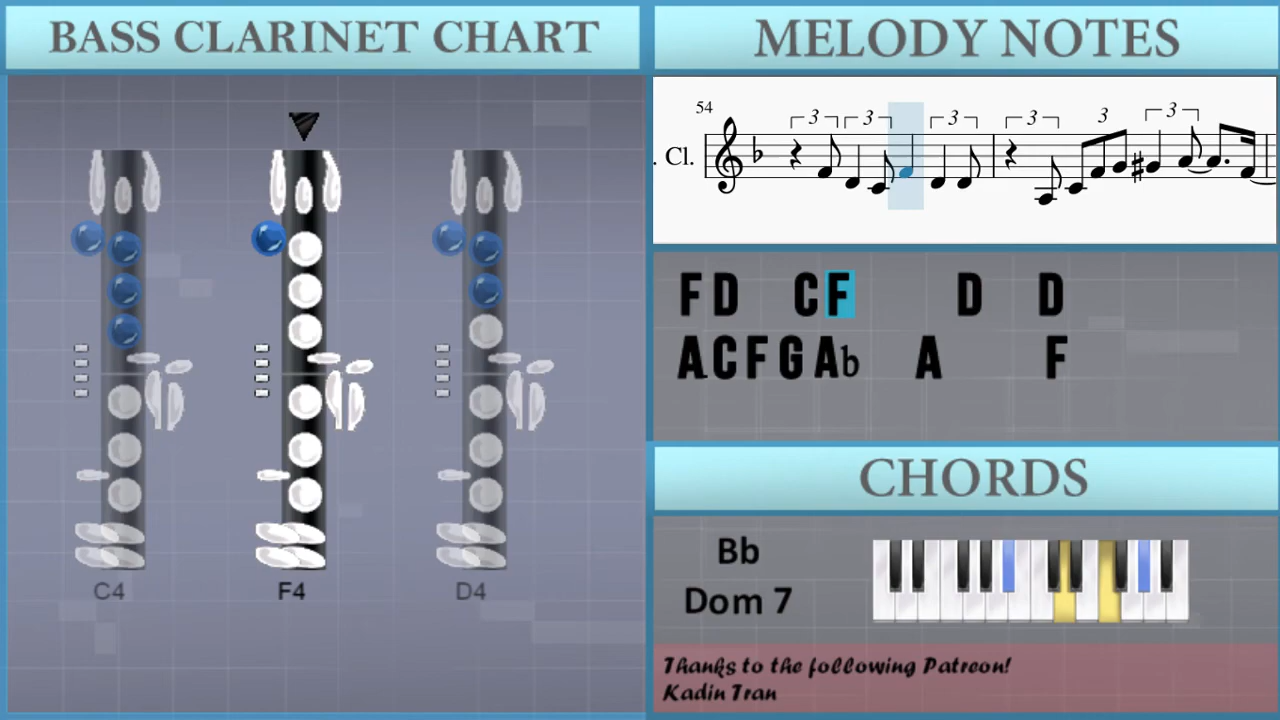 BASS CLARINET CHART
C4 F4 D4
MELODY NOTES
54
3 3 3 3 3 3
. Cl.
F D C F D D
A C F G Ab A F
CHORDS
Bb
Dom 7
Thanks to the following Patreon!
Kadin Tran